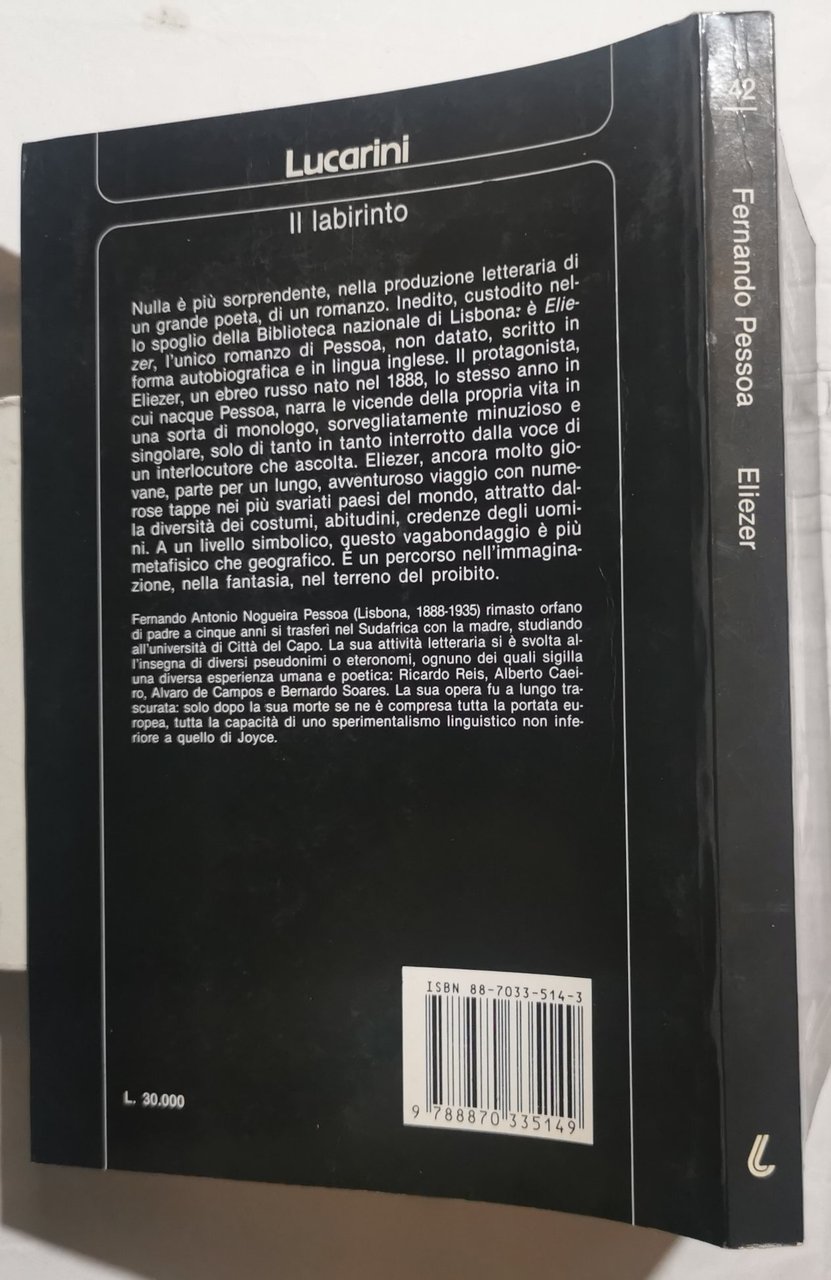 Lucarini
Il labirinto
Nulla è più sorprendente, nella produzione letteraria di
un grande poeta, di un romanzo. Inedito, custodito nel-
lo spoglio della Biblioteca nazionale di Lisbona: è Elie-
zer, l'unico romanzo di Pessoa, non datato, scritto in
forma autobiografica e in lingua inglese. Il protagonista,
Eliezer, un ebreo russo nato nel 1888, lo stesso anno in
cui nacque Pessoa, narra le vicende della propria vita in
una sorta di monologo, sorvegliatamente minuzioso e
singolare, solo di tanto in tanto interrotto dalla voce di
un interlocutore che ascolta. Eliezer, ancora molto gio-
vane, parte per un lungo, avventuroso viaggio con nume-
rose tappe nei più svariati paesi del mondo, attratto dal-
la diversità dei costumi, abitudini, credenze degli uomi-
ni. A un livello simbolico, questo vagabondaggio è più
metafisico che geografico. È un percorso nell'immagina-
zione, nella fantasia, nel terreno del proibito.
Fernando Antonio Nogueira Pessoa (Lisbona, 1888-1935) rimasto orfano
di padre a cinque anni si trasferì nel Sudafrica con la madre, studiando
all'università di Città del Capo. La sua attività letteraria si è svolta al-
l'insegna di diversi pseudonimi o eteronomi, ognuno dei quali sigilla
una diversa esperienza umana e poetica: Ricardo Reis, Alberto Caei-
ro, Alvaro de Campos e Bernardo Soares. La sua opera fu a lungo tra-
scurata: solo dopo la sua morte se ne è compresa tutta la portata eu-
ropea, tutta la capacità di uno sperimentalismo linguistico non infe-
riore a quello di Joyce.
L. 30.000
ISBN 88-7033-514-3
9 788870 335149
42
Fernando Pessoa Eliezer